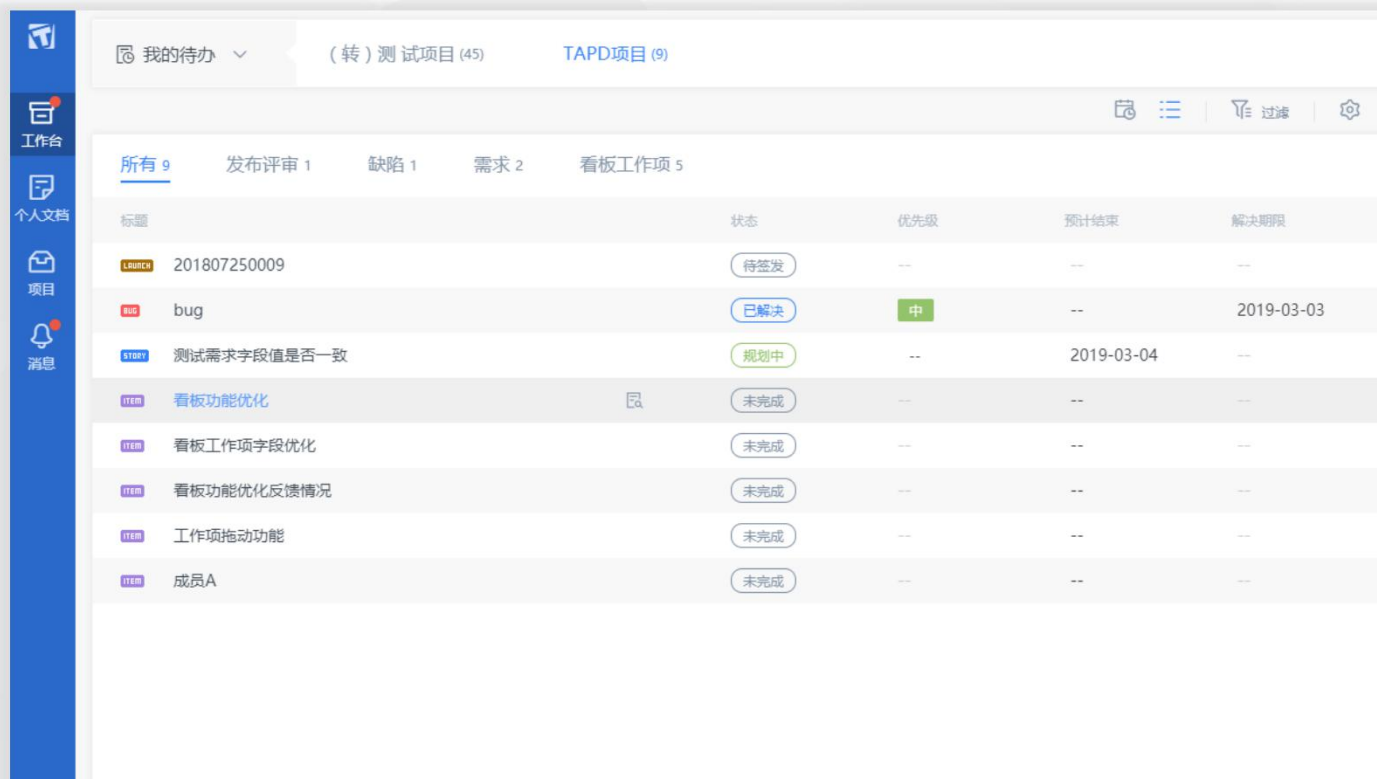 我的待办 (转)测 试项目(45) TAPD项目(9)
过滤
工作台
个人文档
项目
消息
所有 9 发布评审 1 缺陷 1 需求 2 看板工作项 5
标题 状态 优先级 预计结束 解决期限
LAUNCH 201807250009 待签发 -- -- --
BUG bug 已解决 中 -- 2019-03-03
STORY 测试需求字段值是否一致 规划中 -- 2019-03-04 --
ITEM 看板功能优化 未完成 -- -- --
ITEM 看板工作项字段优化 未完成 -- -- --
ITEM 看板功能优化反馈情况 未完成 -- -- --
ITEM 工作项拖动功能 未完成 -- -- --
ITEM 成员A 未完成 -- -- --